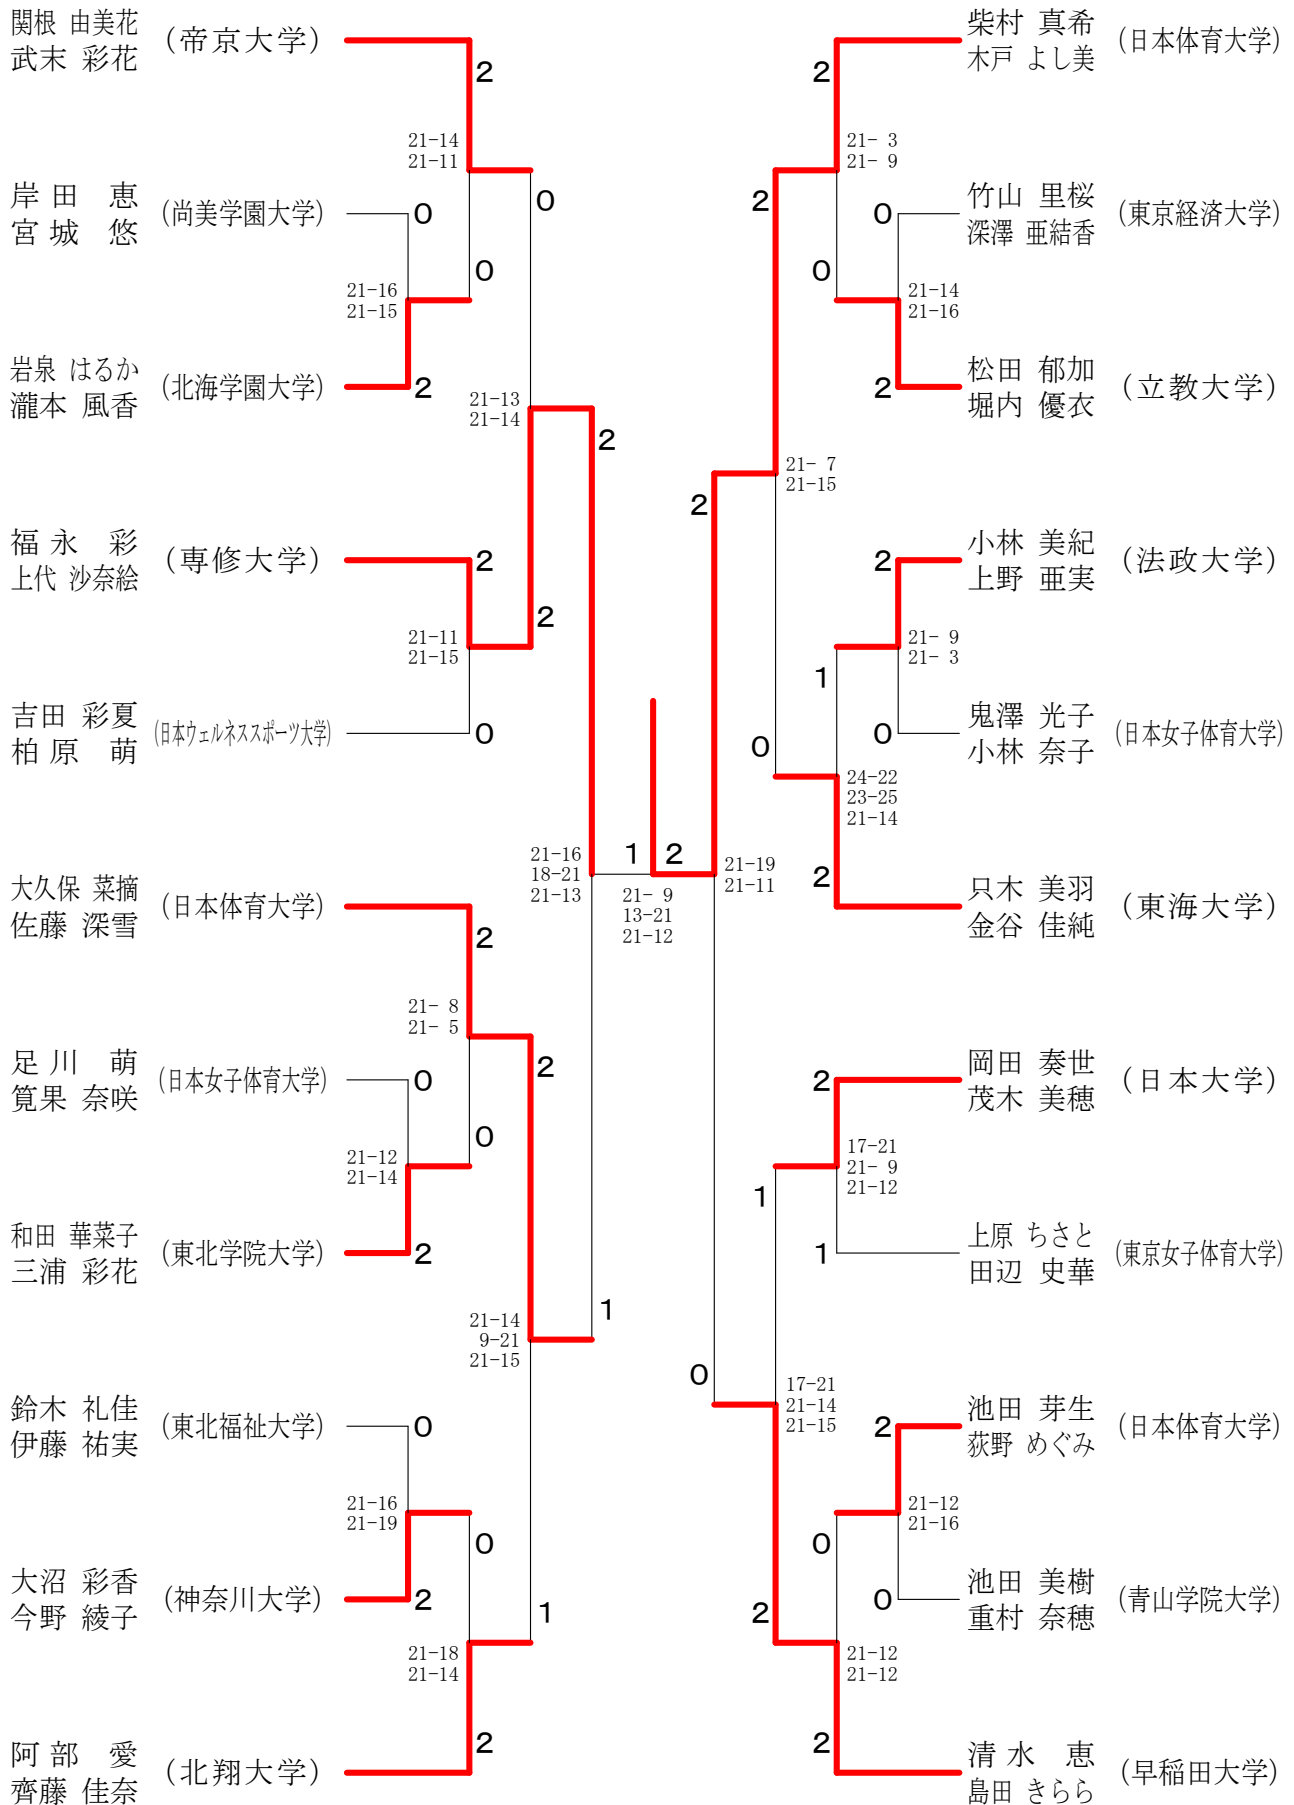 関根 由美花
武末 彩花
(帝京大学)
2
21-14
21-11
0
岸田 恵
宮城 悠
(尚美学園大学)
0
0
21-16
21-15
岩泉 はるか
瀧本 風香
(北海学園大学)
2
21-13
21-14
2
福永 彩
上代 沙奈絵
(専修大学)
2
2
21-11
21-15
吉田 彩夏
柏原 萌
(日本ウェルネススポーツ大学)
0
21-16
18-21
21-13
大久保 菜摘
佐藤 深雪
(日本体育大学)
2
21- 8
21- 5
2
足川 萌
筧果 奈咲
(日本女子体育大学)
0
0
21-12
21-14
和田 華菜子
三浦 彩花
(東北学院大学)
2
1
21-14
9-21
21-15
鈴木 礼佳
伊藤 祐実
(東北福祉大学)
0
21-16
21-19
0
大沼 彩香
今野 綾子
(神奈川大学)
2
1
21-18
21-14
阿部 愛
齊藤 佳奈
(北翔大学)
2
1
2
21- 9
13-21
21-12
柴村 真希
木戸 よし美
(日本体育大学)
2
21- 3
21- 9
2
竹山 里桜
深澤 亜結香
(東京経済大学)
0
0
21-14
21-16
松田 郁加
堀内 優衣
(立教大学)
2
21- 7
21-15
2
小林 美紀
上野 亜実
(法政大学)
2
21- 9
21- 3
1
鬼澤 光子
小林 奈子
(日本女子体育大学)
0
0
24-22
23-25
21-14
只木 美羽
金谷 佳純
(東海大学)
2
21-19
21-11
岡田 奏世
茂木 美穂
(日本大学)
2
17-21
21- 9
21-12
1
上原 ちさと
田辺 史華
(東京女子体育大学)
1
0
17-21
21-14
21-15
池田 芽生
荻野 めぐみ
(日本体育大学)
2
21-12
21-16
0
池田 美樹
重村 奈穂
(青山学院大学)
0
2
21-12
21-12
清水 恵
島田 きらら
(早稲田大学)
2